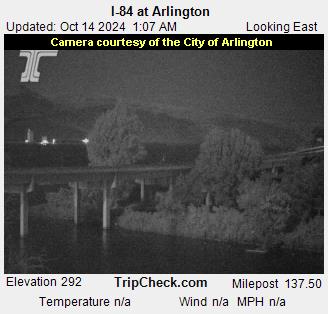 I-84 at Arlington
Updated: Oct 14 2024 1:07 AM Looking East
Camera courtesy of the City of Arlington
Elevation 292 TripCheck.com Milepost 137.50
Temperature n/a Wind n/a MPH n/a